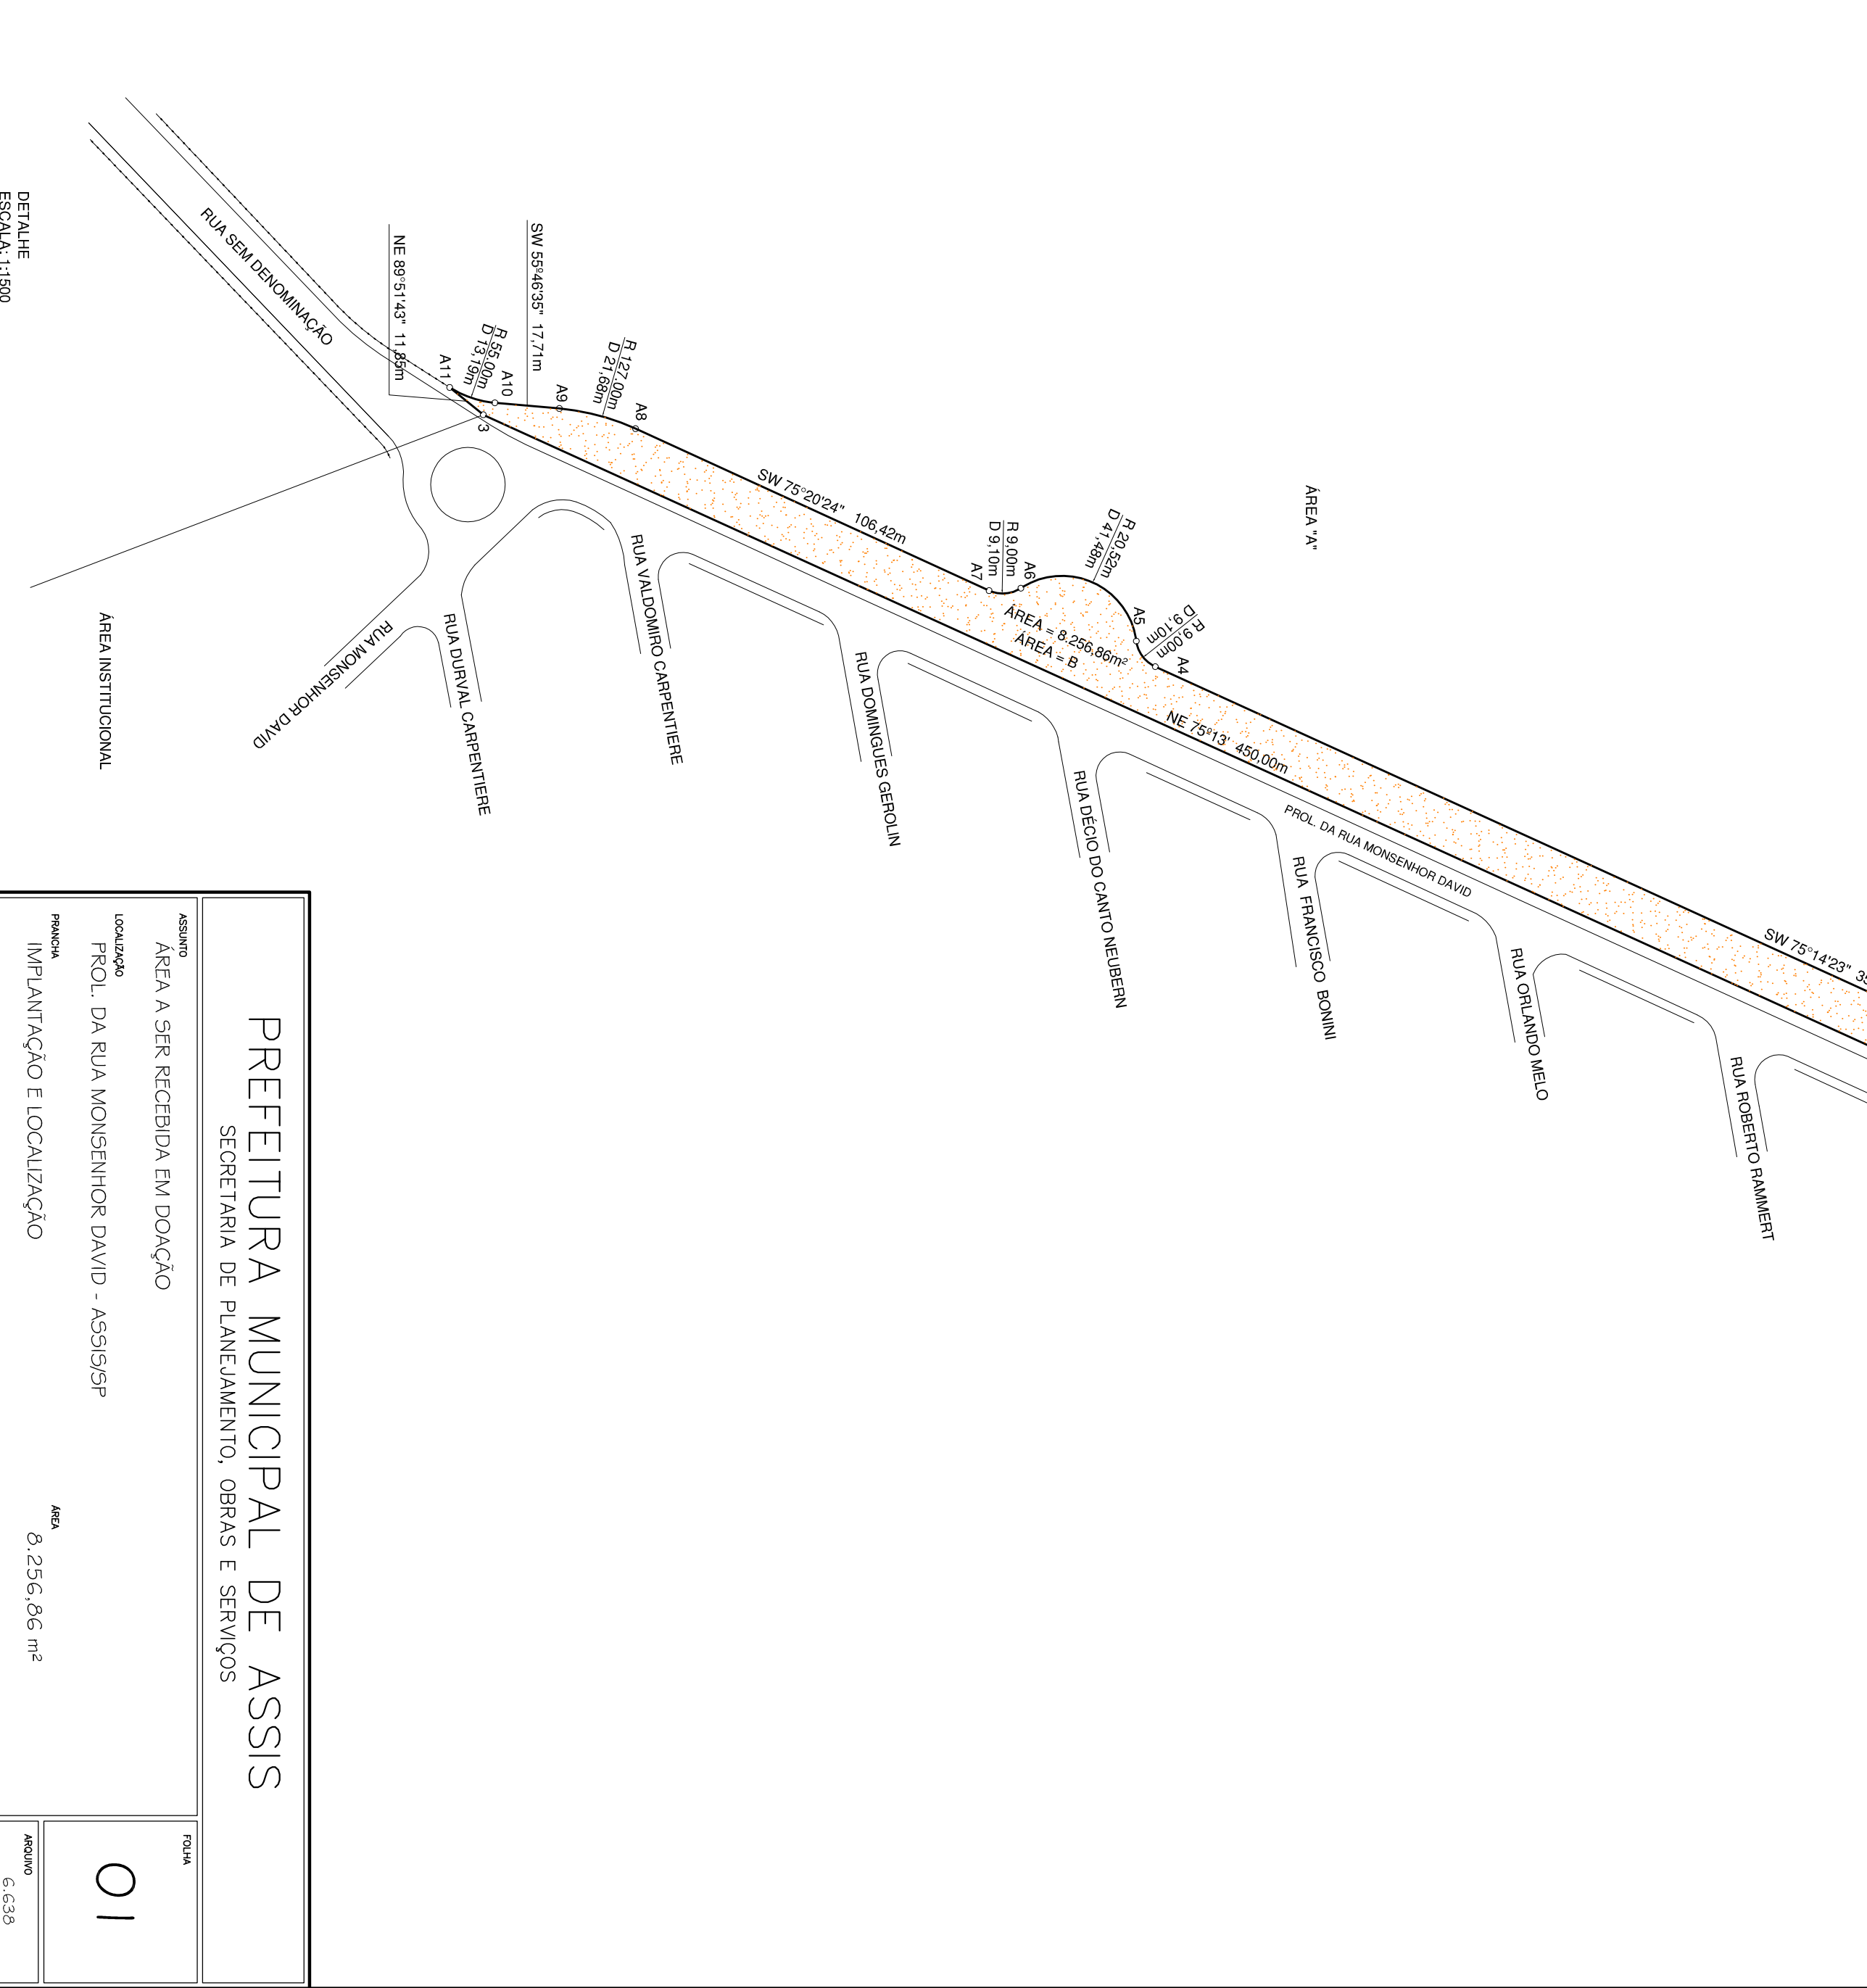 DETALHE
ESCALA: 1:1500
RUA SEM DENOMINAÇÃO
NE 89°51'43" 11,85m
SW 55º46'35" 17,71m
R 55.00m
D 13,19m
R 127.00m
D 21,68m
A11
A10
A9
A8
3
SW 75°20'24" 106,42m
R 9,00m
D 9,10m
A7
A6
R 20,52m
D 41,48m
A5
R 9,00m
D 9,10m
A4
ÁREA "A"
ÁREA = 8.256,86m²
ÁREA = B
NE 75º13' 450,00m
SW 75°14'23"
PROL. DA RUA MONSENHOR DAVID
ÁREA INSTITUCIONAL
RUA MONSENHOR DAVID
RUA DURVAL CARPENTIERE
RUA VALDOMIRO CARPENTIERE
RUA DOMINGUES GEROLIN
RUA DÉCIO DO CANTO NEUBERN
RUA FRANCISCO BONINI
RUA ORLANDO MELO
RUA ROBERTO RAMMERT
PREFEITURA MUNICIPAL DE ASSIS
SECRETARIA DE PLANEJAMENTO, OBRAS E SERVIÇOS
ASSUNTO
ÁREA A SER RECEBIDA EM DOAÇÃO
LOCALIZAÇÃO
PROL. DA RUA MONSENHOR DAVID - ASSIS/SP
PRANCHA
IMPLANTAÇÃO E LOCALIZAÇÃO
ÁREA
8.256,86 m²
FOLHA
01
ARQUIVO
6.638